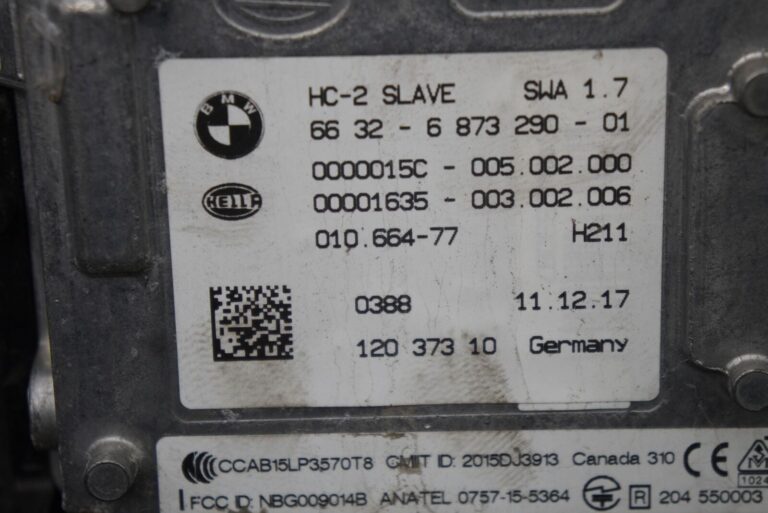 BMW
HC-2 SLAVE SWA 1.7
66 32 - 6 873 290 - 01
0000015C - 005.002.000
HELLA
00001635 - 003.002.006
010.664-77 H211
0388 11.12.17
120 373 10 Germany
CCAB15LP3570T8 CMIT ID: 2015DJ3913 Canada 310 CE
FCC ID: NBG009014B ANATEL 0757-15-5364 R 204 550003
1024